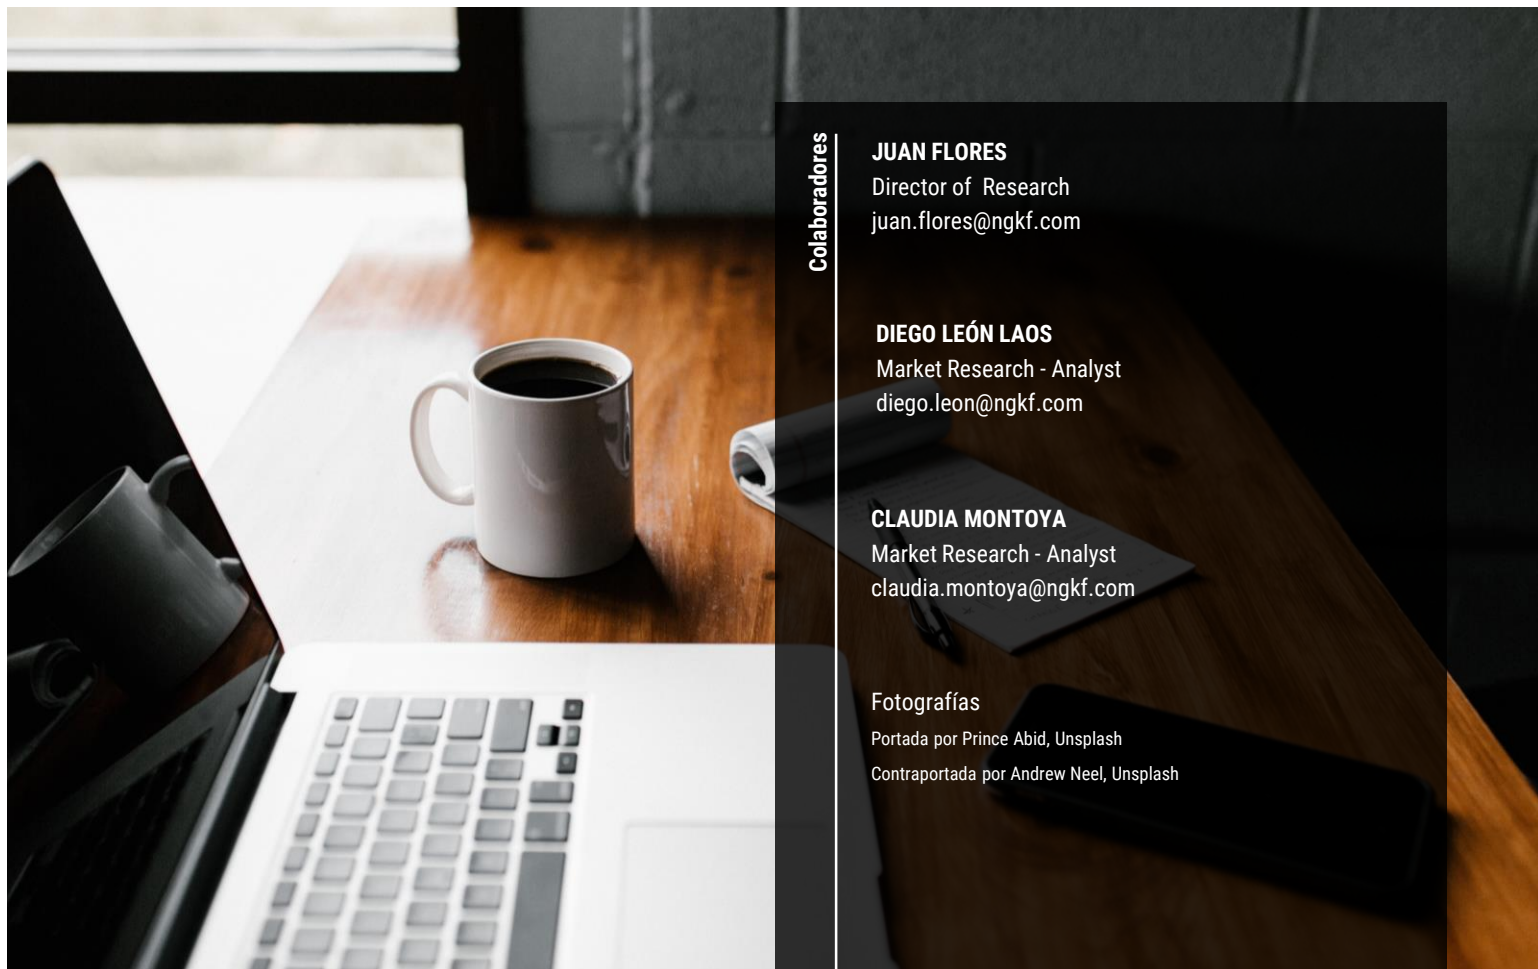 Colaboradores
JUAN FLORES
Director of Research
juan.flores@ngkf.com
DIEGO LEÓN LAOS
Market Research - Analyst
diego.leon@ngkf.com
CLAUDIA MONTOYA
Market Research - Analyst
claudia.montoya@ngkf.com
Fotografías
Portada por Prince Abid, Unsplash
Contraportada por Andrew Neel, Unsplash